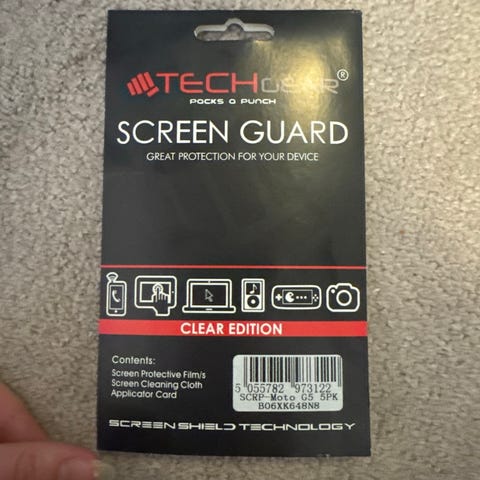 TECHGEAR®
PACKS A PUNCH
SCREEN GUARD
GREAT PROTECTION FOR YOUR DEVICE
CLEAR EDITION
Contents:
Screen Protective Film/s
Screen Cleaning Cloth
Applicator Card
5 055782 973122
SCRP-Moto G5 5PK
B06XK648N8
SCREEN SHIELD TECHNOLOGY